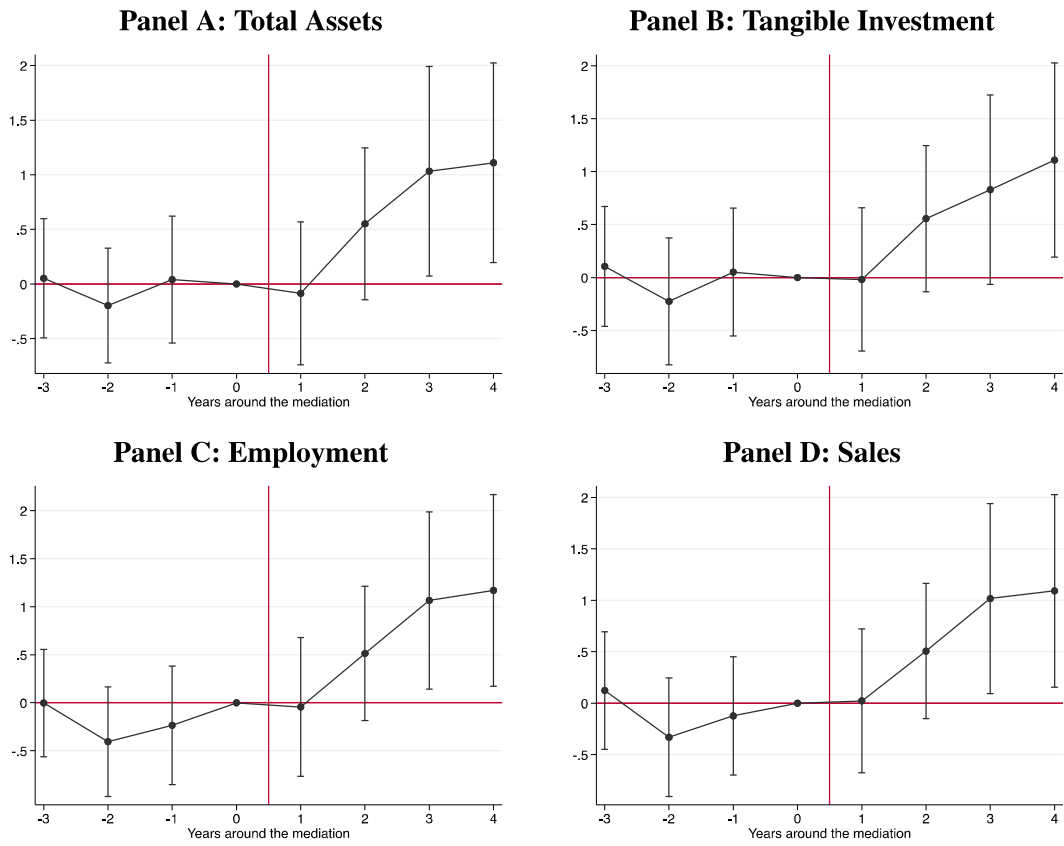 Panel A: Total Assets
2
1.5
1
.5
0
-.5
-3 -2 -1 0 1 2 3 4
Years around the mediation
Panel B: Tangible Investment
2
1.5
1
.5
0
-.5
-3 -2 -1 0 1 2 3 4
Years around the mediation
Panel C: Employment
2
1.5
1
.5
0
-.5
-3 -2 -1 0 1 2 3 4
Years around the mediation
Panel D: Sales
2
1.5
1
.5
0
-.5
-3 -2 -1 0 1 2 3 4
Years around the mediation